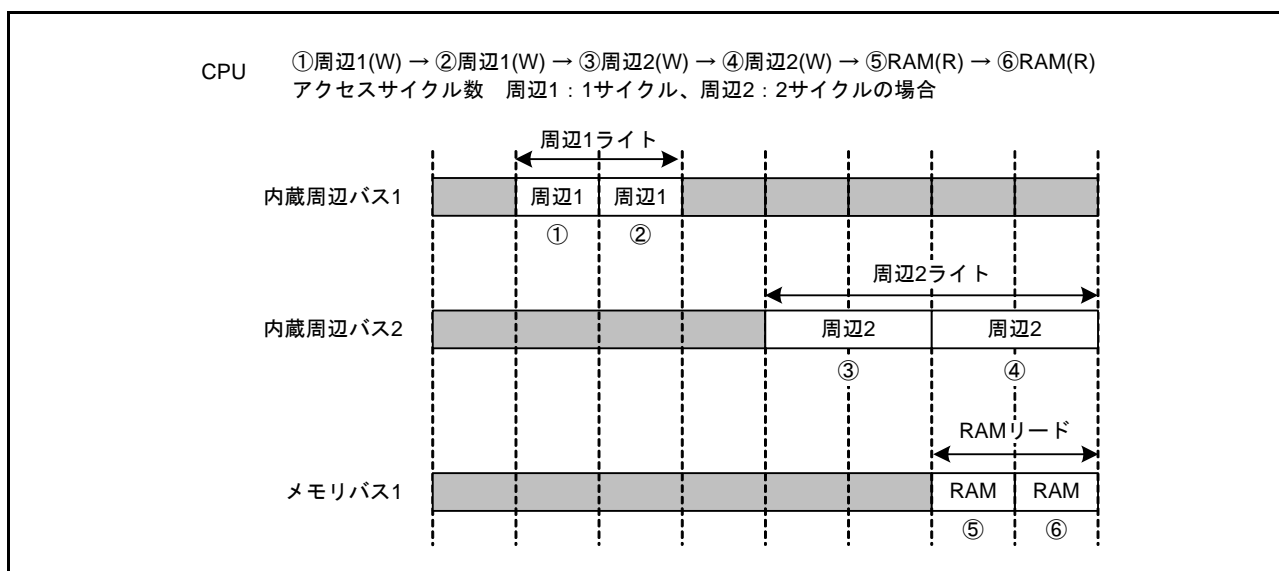 CPU ①周辺1(W) → ②周辺1(W) → ③周辺2(W) → ④周辺2(W) → ⑤RAM(R) → ⑥RAM(R)
アクセスサイクル数 周辺1：1サイクル、周辺2：2サイクルの場合
周辺1ライト
内蔵周辺バス1 周辺1 周辺1
① ②
周辺2ライト
内蔵周辺バス2 周辺2 周辺2
③ ④
RAMリード
メモリバス1 RAM RAM
⑤ ⑥